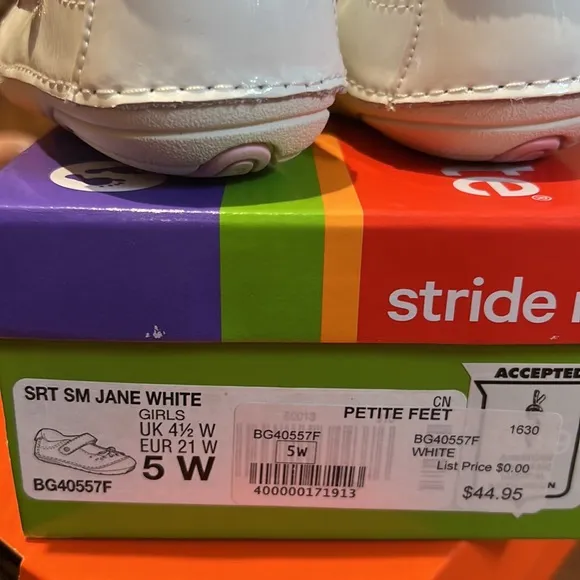 stride r
ACCEPTED
SRT SM JANE WHITE
GIRLS
UK 4½ W
EUR 21 W
5 W
BG40557F
CN
PETITE FEET
BG40557F
5W
400000171913
BG40557F
WHITE
1630
List Price $0.00
$44.95
N